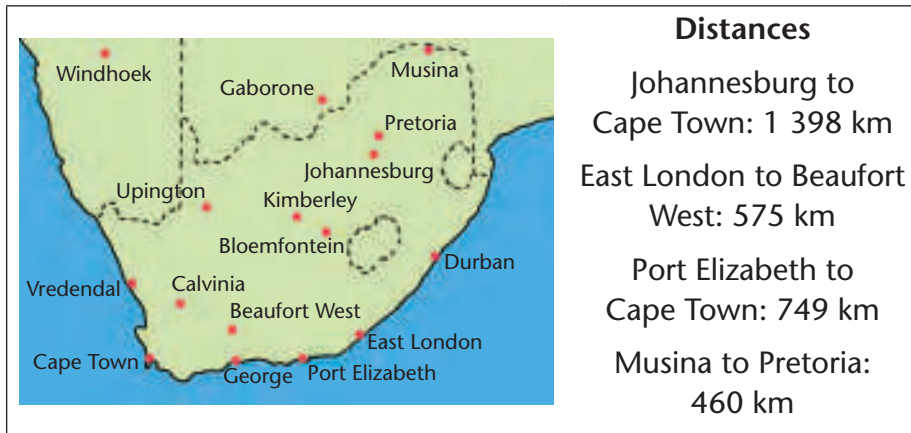 Windhoek
Musina
Gaborone
Pretoria
Johannesburg
Upington
Kimberley
Bloemfontein
Durban
Vredendal
Calvinia
Beaufort West
East London
Cape Town
George
Port Elizabeth
Distances
Johannesburg to
Cape Town: 1 398 km
East London to Beaufort
West: 575 km
Port Elizabeth to
Cape Town: 749 km
Musina to Pretoria:
460 km